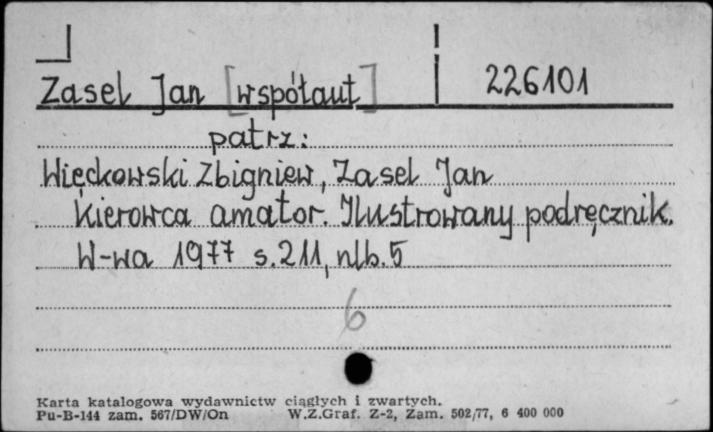 Zasel Jan [współaut] 226101
patrz:
Więckowski Zbigniew, Zasel Jan
Kierowca amator. Ilustrowany podręcznik.
W-wa 1977 s. 211, nlb. 5
6
Karta katalogowa wydawnictw ciągłych i zwartych.
Pu-B-144 zam. 567/DW/On W.Z.Graf. Z-2, Zam. 502/77, 6 400 000